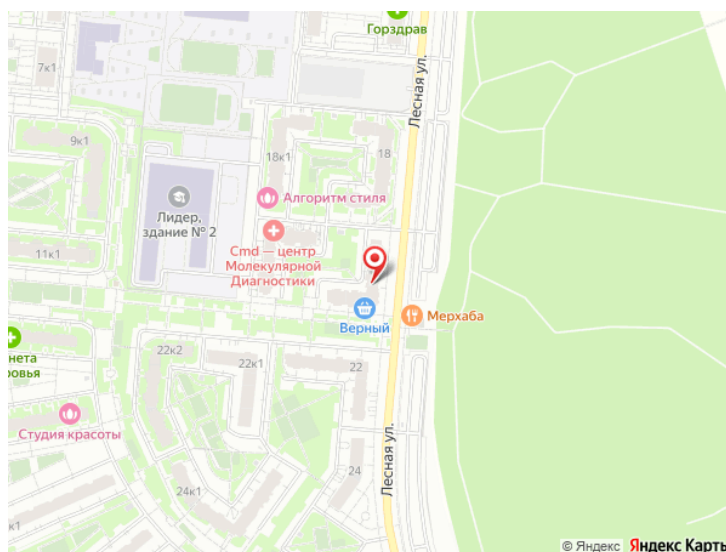 Горздрав
7к1
Лесная ул.
9к1
18к1
18
Алгоритм стиля
Лидер,
здание № 2
Cmd — центр
Молекулярной
Диагностики
11к1
Мерхаба
Верный
нета
ровья
22к2
22к1
22
Студия красоты
24
Лесная ул.
24к1
9к1
© Яндекс Яндекс Карты